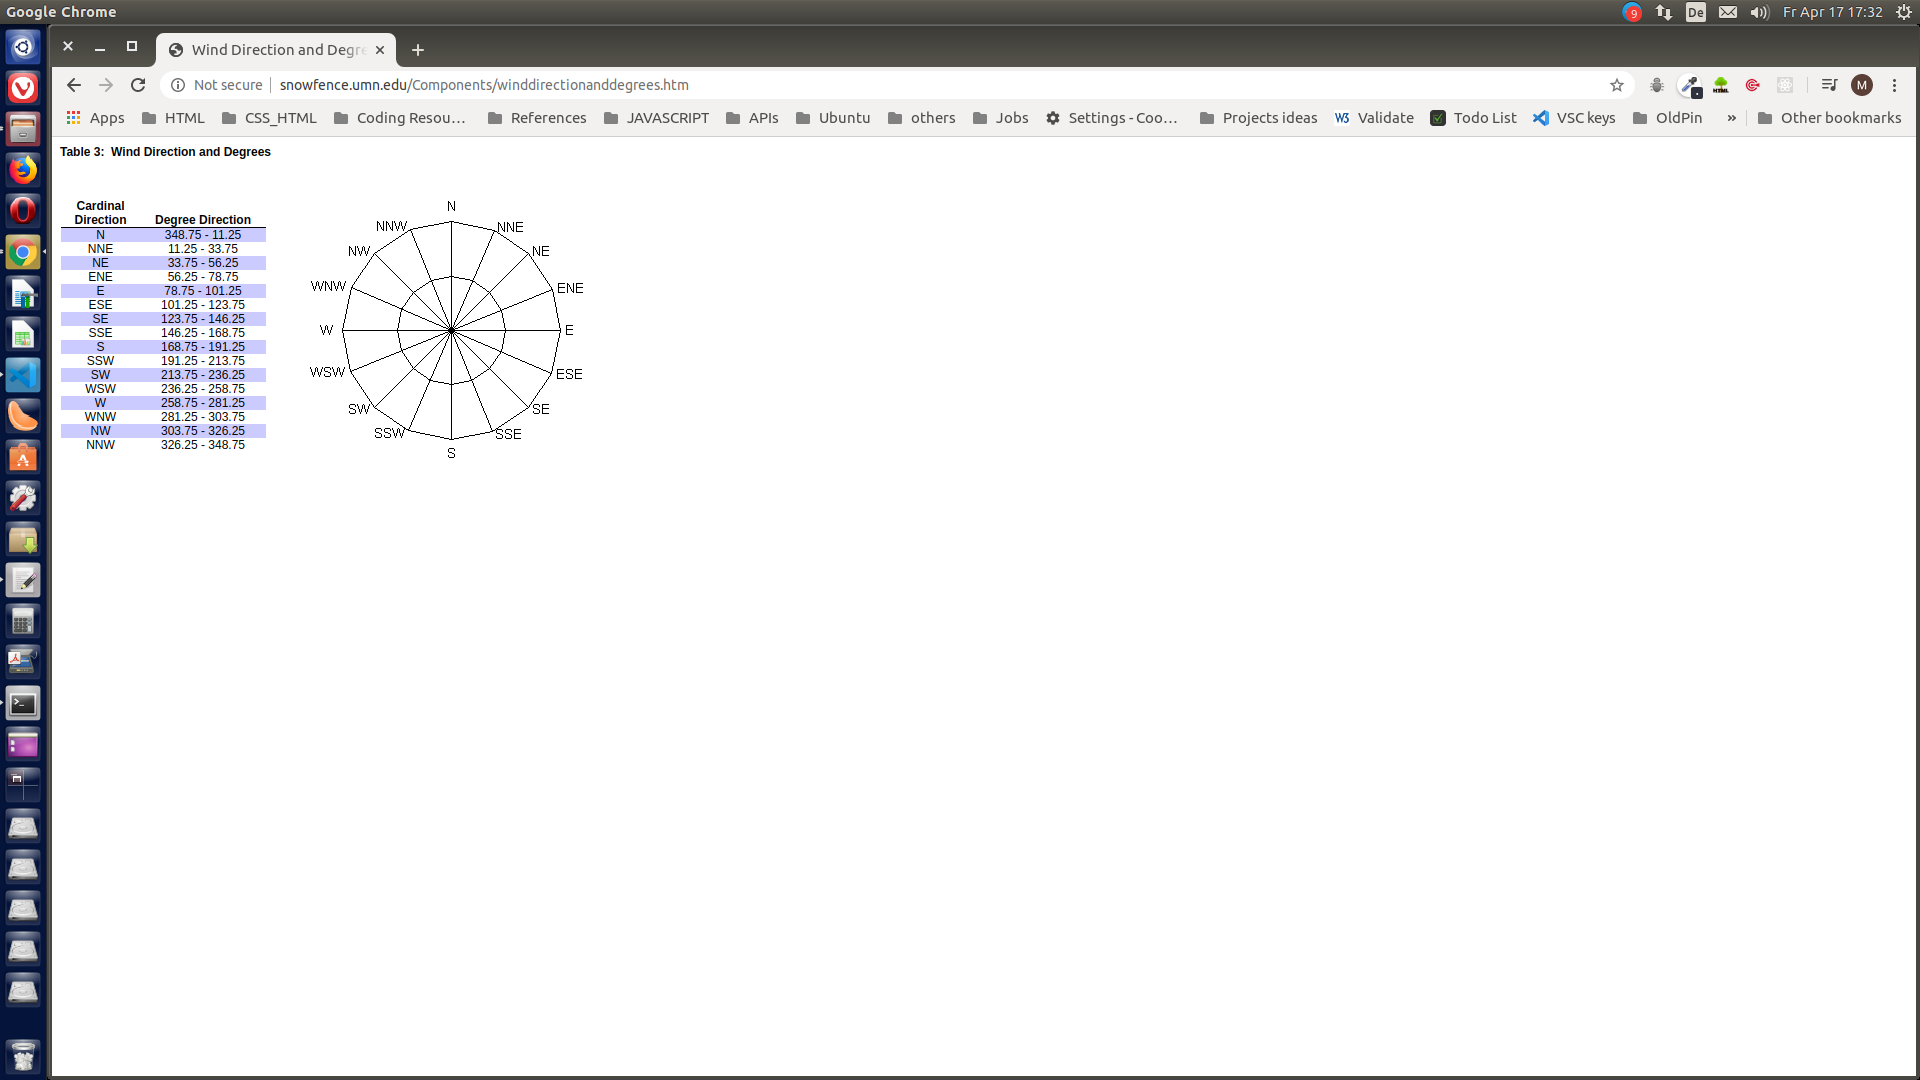 Google Chrome
9
De
Fr Apr 17 17:32
Wind Direction and Degre
Not secure
snowfence.umn.edu/Components/winddirectionanddegrees.htm
M
Apps
HTML
CSS_HTML
Coding Resou…
References
JAVASCRIPT
APIs
Ubuntu
others
Jobs
Settings - Coo…
Projects ideas
W3 Validate
Todo List
VSC keys
OldPin
»
Other bookmarks
Table 3: Wind Direction and Degrees
Cardinal
Direction Degree Direction
N 348.75 - 11.25
NNE 11.25 - 33.75
NE 33.75 - 56.25
ENE 56.25 - 78.75
E 78.75 - 101.25
ESE 101.25 - 123.75
SE 123.75 - 146.25
SSE 146.25 - 168.75
S 168.75 - 191.25
SSW 191.25 - 213.75
SW 213.75 - 236.25
WSW 236.25 - 258.75
W 258.75 - 281.25
WNW 281.25 - 303.75
NW 303.75 - 326.25
NNW 326.25 - 348.75
N
NNW NNE
NW NE
WNW ENE
W E
WSW ESE
SW SE
SSW SSE
S